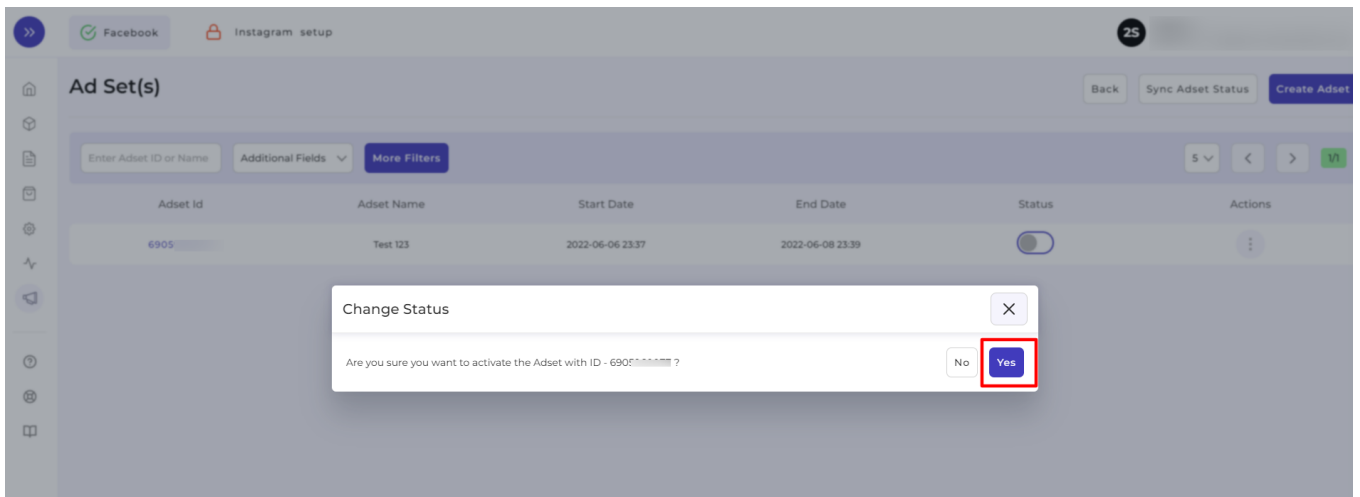 Facebook
Instagram setup
2S
Ad Set(s)
Back
Sync Adset Status
Create Adset
Enter Adset ID or Name
Additional Fields
More Filters
5
1/1
Adset Id
Adset Name
Start Date
End Date
Status
Actions
6905
Test 123
2022-06-06 23:37
2022-06-08 23:39
Change Status
Are you sure you want to activate the Adset with ID - 690 ?
No
Yes